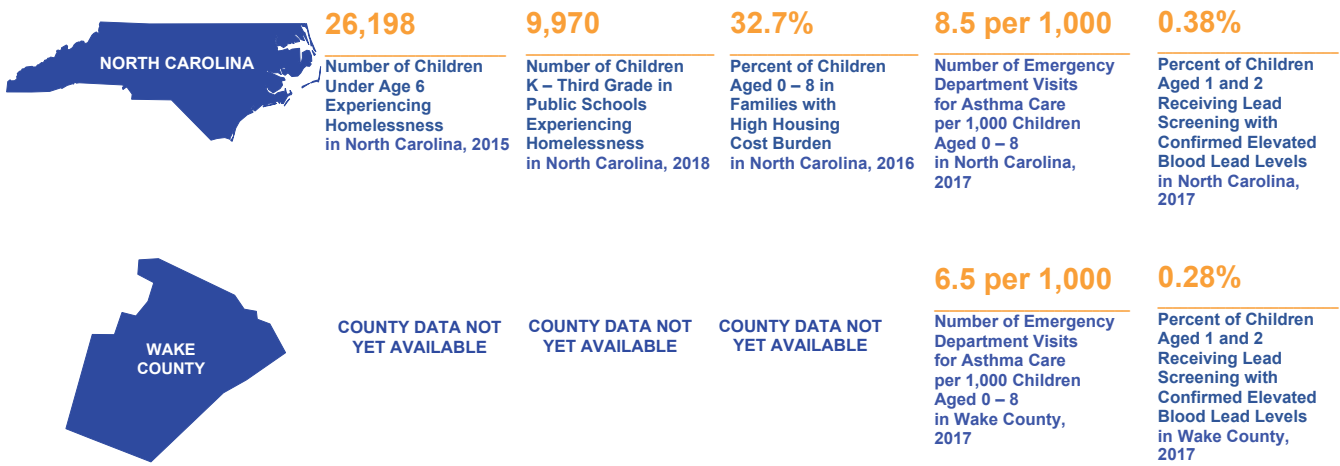 NORTH CAROLINA
26,198
Number of Children
Under Age 6
Experiencing
Homelessness
in North Carolina, 2015
9,970
Number of Children
K – Third Grade in
Public Schools
Experiencing
Homelessness
in North Carolina, 2018
32.7%
Percent of Children
Aged 0 – 8 in
Families with
High Housing
Cost Burden
in North Carolina, 2016
8.5 per 1,000
Number of Emergency
Department Visits
for Asthma Care
per 1,000 Children
Aged 0 – 8
in North Carolina,
2017
0.38%
Percent of Children
Aged 1 and 2
Receiving Lead
Screening with
Confirmed Elevated
Blood Lead Levels
in North Carolina,
2017
WAKE
COUNTY
COUNTY DATA NOT
YET AVAILABLE
COUNTY DATA NOT
YET AVAILABLE
COUNTY DATA NOT
YET AVAILABLE
6.5 per 1,000
Number of Emergency
Department Visits
for Asthma Care
per 1,000 Children
Aged 0 – 8
in Wake County,
2017
0.28%
Percent of Children
Aged 1 and 2
Receiving Lead
Screening with
Confirmed Elevated
Blood Lead Levels
in Wake County,
2017